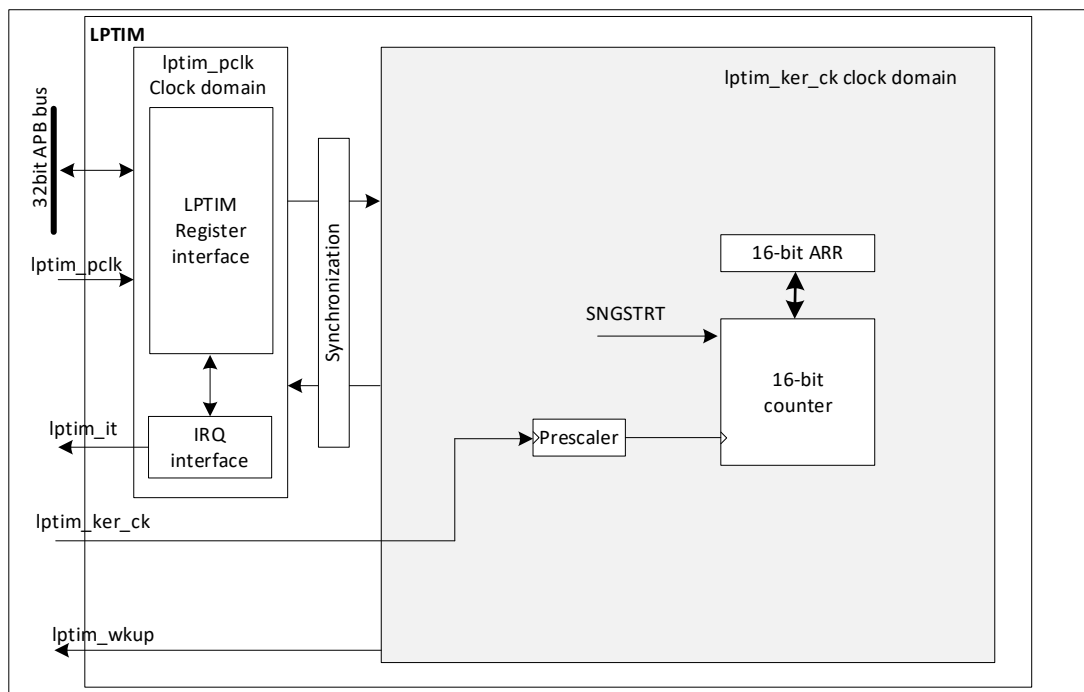 LPTIM
lptim_pclk
Clock domain
lptim_ker_ck clock domain
32bit APB bus
LPTIM
Register
interface
Synchronization
16-bit ARR
lptim_pclk
SNGSTRT
16-bit
counter
lptim_it
IRQ
interface
Prescaler
lptim_ker_ck
lptim_wkup